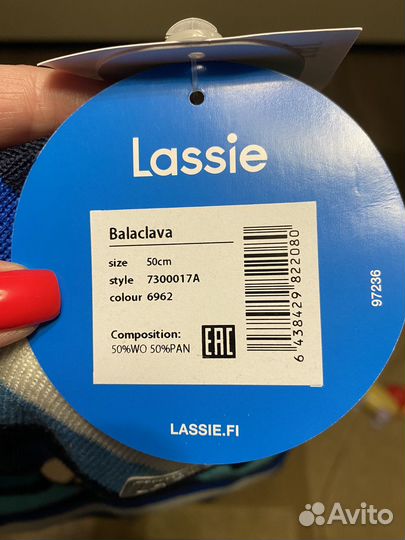 Lassie
Balaclava
size 50cm
style 7300017A
colour 6962
Composition:
50%WO 50%PAN
EAC
6 438429 822080
97236
LASSIE.FI
Avito